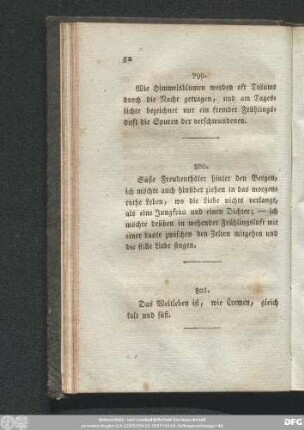 52
799.
Wie Himmelsblumen werden oft Träume
durch die Nacht getragen, und am Tages-
lichte bezeichnet nur ein fremder Frühlings-
duft die Spuren der verschwundenen.
800.
Süße Freudenthäler hinter den Bergen,
ich möchte auch hinüber ziehen in das morgen-
rothe Leben, wo die Liebe nichts verlangt,
als eine Jungfrau und einen Dichter; — ich
möchte drüben in wehender Frühlingsluft mit
einer Laute zwischen den Zelten mitgehen und
die stille Liebe singen.
801.
Das Weltleben ist, wie Cremen, gleich
kalt und süß.
DFG